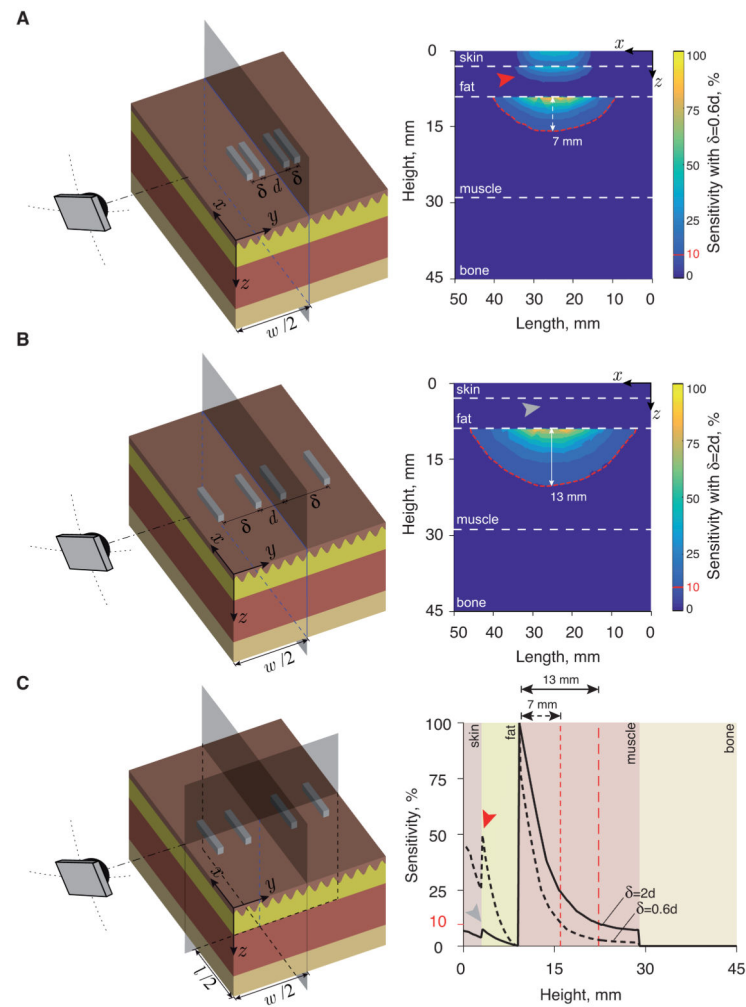 A
x
y
z
δ
d
δ
w/2
0
15
30
45
Height, mm
skin
fat
muscle
bone
7 mm
x
z
50
40
30
20
10
0
Length, mm
100
75
50
25
10
0
Sensitivity with δ=0.6d, %
B
x
y
z
δ
d
δ
w/2
0
15
30
45
Height, mm
skin
fat
muscle
bone
13 mm
x
z
50
40
30
20
10
0
Length, mm
100
75
50
25
10
0
Sensitivity with δ=2d, %
C
x
y
z
l/2
w/2
13 mm
7 mm
100
75
50
25
10
0
Sensitivity, %
skin
fat
muscle
bone
δ=2d
δ=0.6d
0
15
30
45
Height, mm